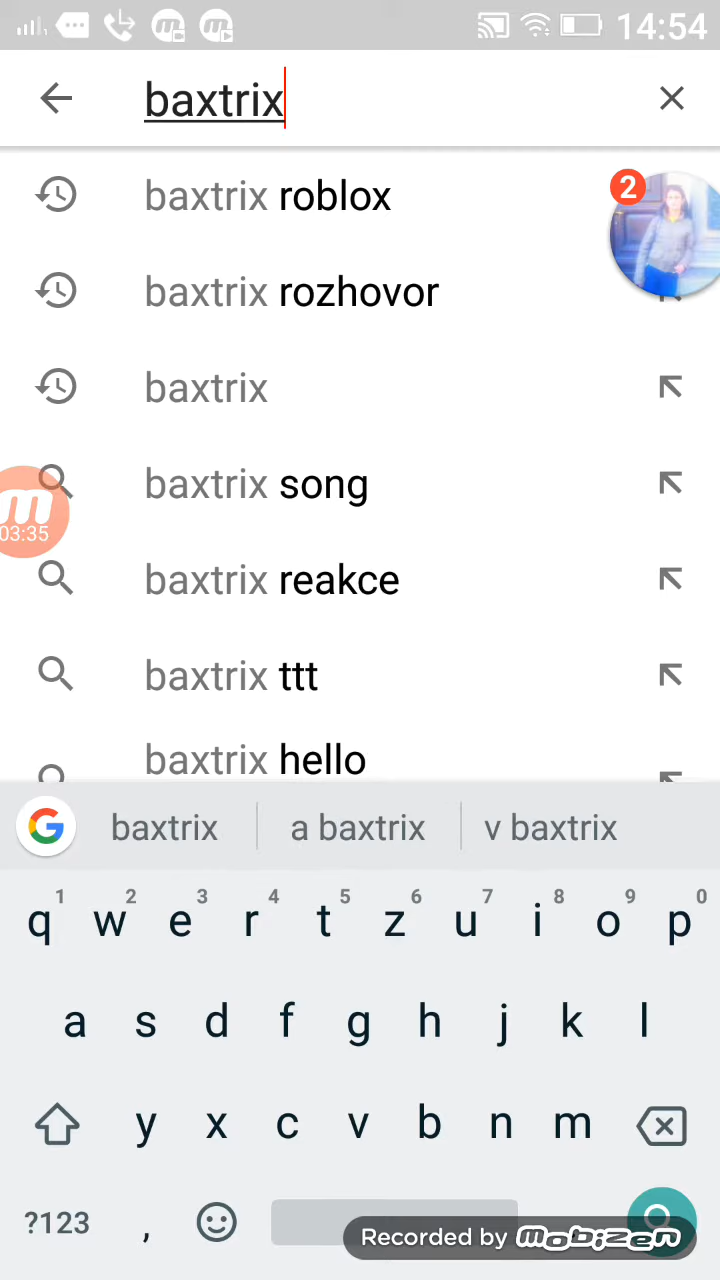 14:54
baxtrix
2
baxtrix roblox
baxtrix rozhovor
baxtrix
baxtrix song
m
03:35
baxtrix reakce
baxtrix ttt
baxtrix hello
G baxtrix a baxtrix v baxtrix
1 2 3 4 5 6 7 8 9 0
q w e r t z u i o p
a s d f g h j k l
y x c v b n m
?123 ,
Recorded by mobizen